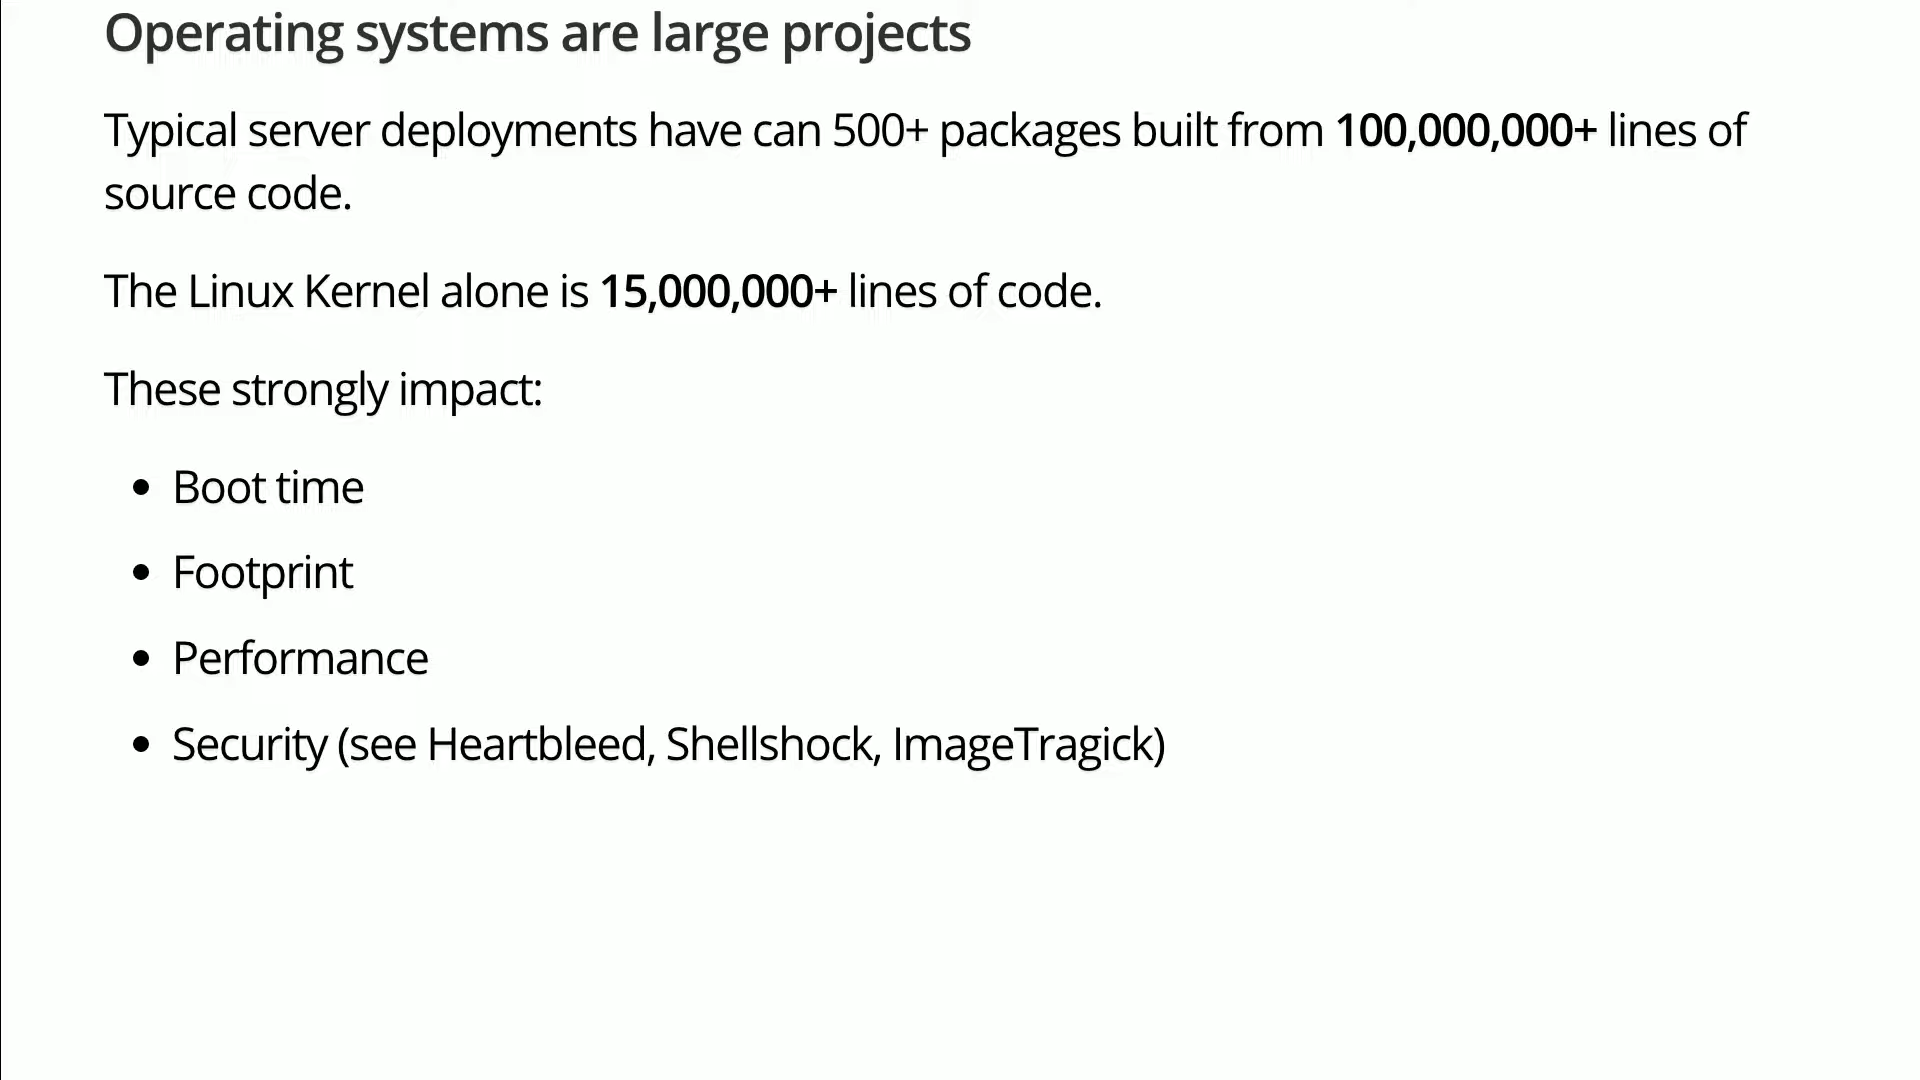 Operating systems are large projects
Typical server deployments have can 500+ packages built from 100,000,000+ lines of
source code.
The Linux Kernel alone is 15,000,000+ lines of code.
These strongly impact:
• Boot time
• Footprint
• Performance
• Security (see Heartbleed, Shellshock, ImageTragick)